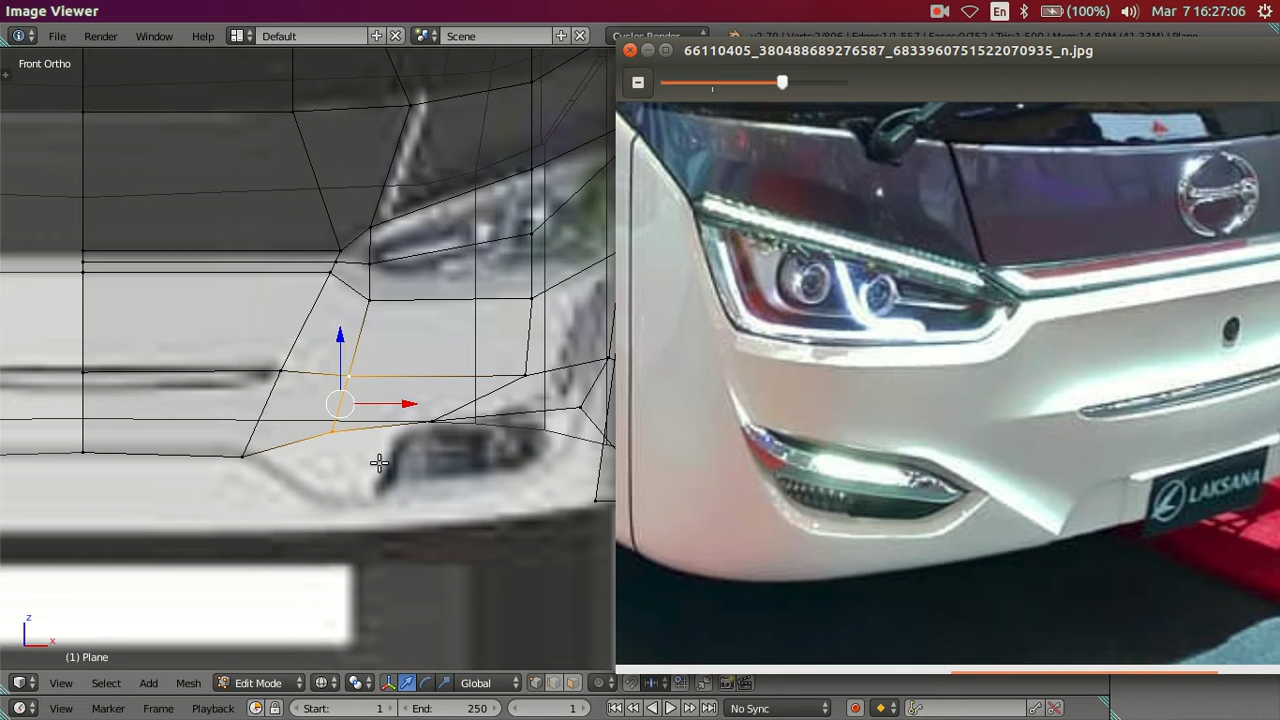 Image Viewer
En
(100%)
Mar 7 16:27:06
File
Render
Window
Help
Default
Scene
66110405_380488689276587_6833960751522070935_n.jpg
Front Ortho
LAKSANA
z
x
(1) Plane
View
Select
Add
Mesh
Edit Mode
Global
View
Marker
Frame
Playback
Start:
1
End:
250
1
No Sync